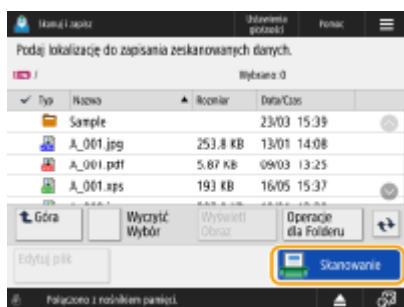 Skanuj i zapisz
Ustawienia głośności
Pomoc
Podaj lokalizację do zapisania zeskanowanych danych.
/
Wybrano: 0
Typ Nazwa Rozmiar Data/Czas
Sample 23/03 15:39
A_001.jpg 253.8 KB 13/01 14:08
A_001.pdf 5.87 KB 09/03 13:25
A_001.xps 193 KB 16/05 15:37
Góra
Wyczyść Wybór
Wyświetl Obraz
Operacje dla Folderu
Edytuj plik
Skanowanie
Połączono z nośnikiem pamięci.